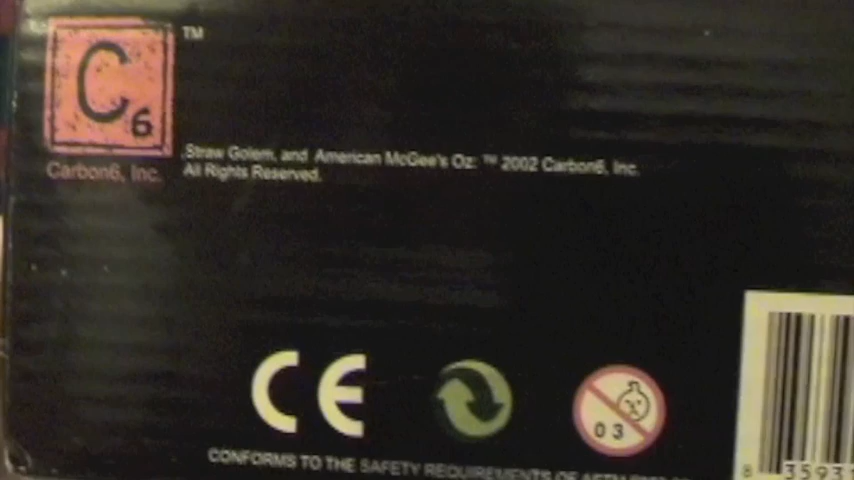 C6 TM
Carbon6, Inc.
Straw Golem, and American McGee's Oz: ™ 2002 Carbon6, Inc.
All Rights Reserved.
CE
03
CONFORMS TO THE SAFETY REQUIREMENTS OF ASTM
8 35931